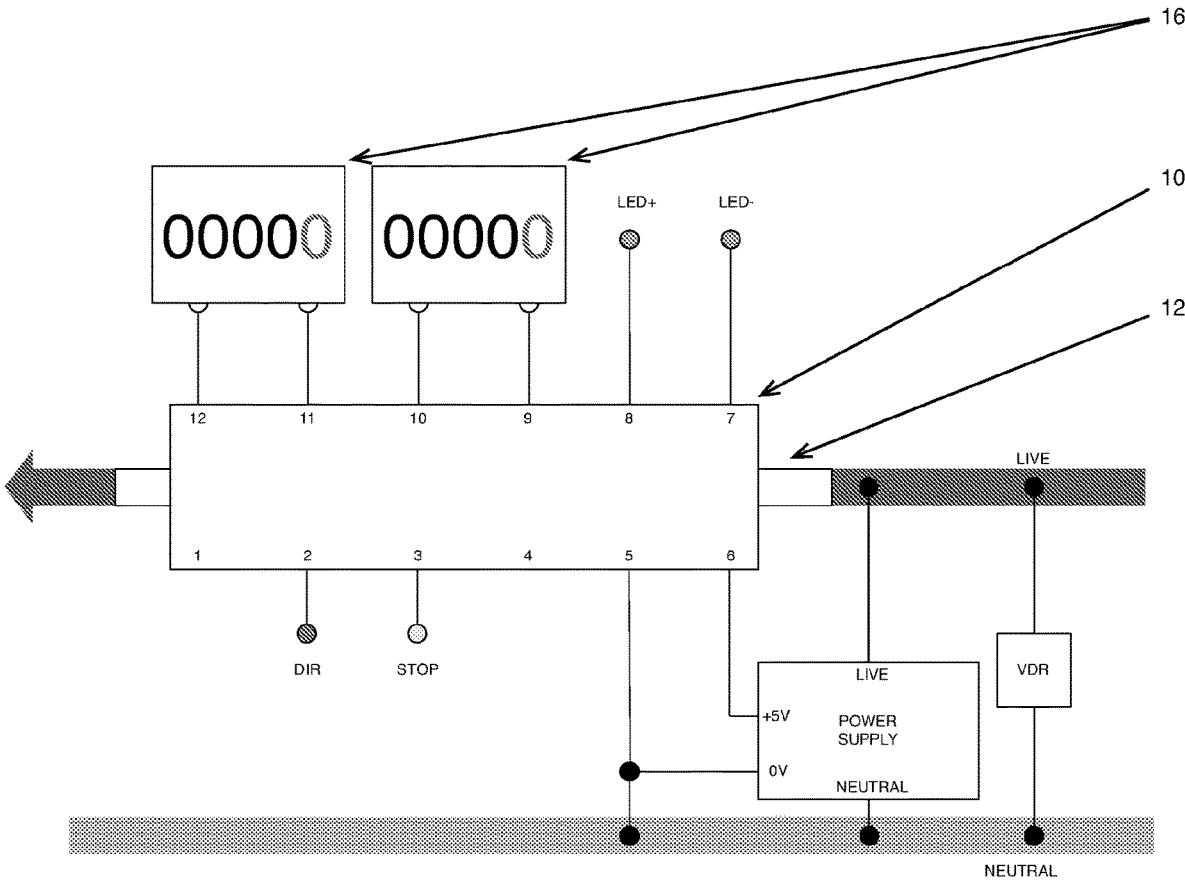 16
10
12
LED+ LED-
00000 00000
12 11 10 9 8 7
LIVE
1 2 3 4 5 6
DIR STOP
LIVE
VDR
+5V
POWER
SUPPLY
0V
NEUTRAL
NEUTRAL